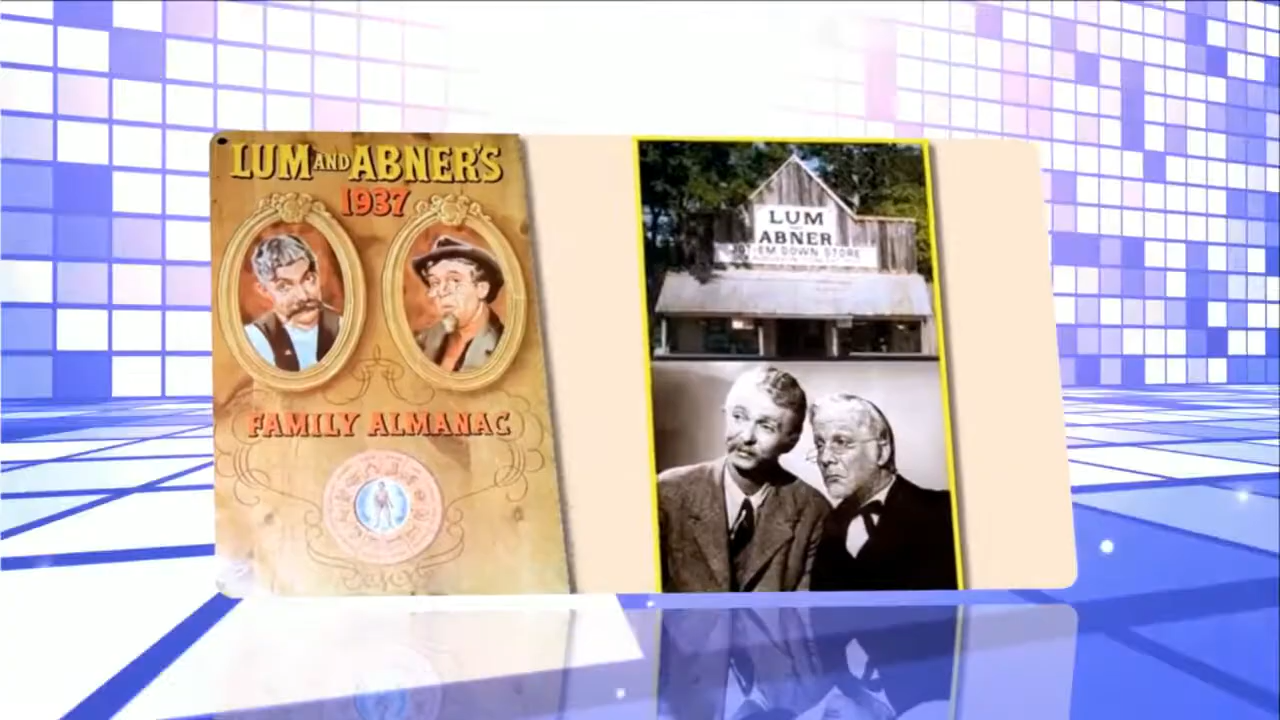 LUM AND ABNER'S
1937
FAMILY ALMANAC
LUM
ABNER
JOT-EM DOWN STORE